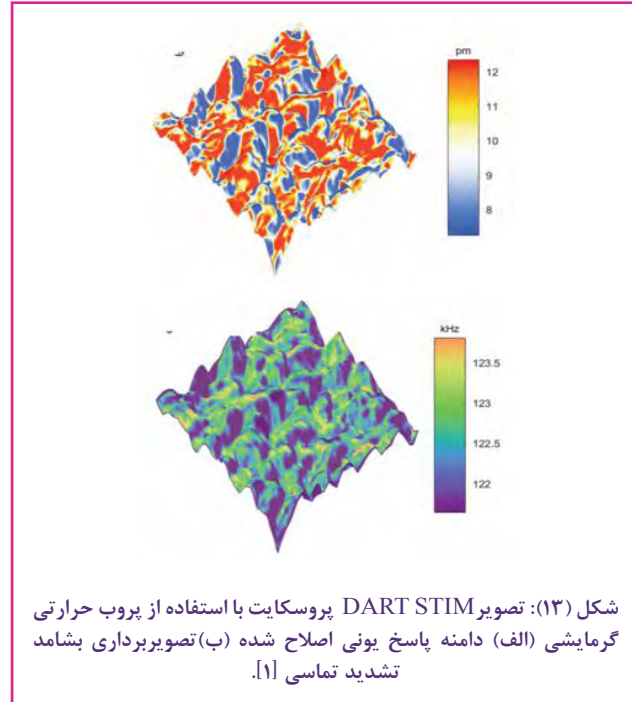 الف
pm
12
11
10
9
8
ب
kHz
123.5
123
122.5
122
شکل (۱۳): تصویر DART STIM پروسکایت با استفاده از پروب حرارتی
گرمایشی (الف) دامنه پاسخ یونی اصلاح شده (ب)تصویربرداری بشامد
تشدید تماسی [۱].